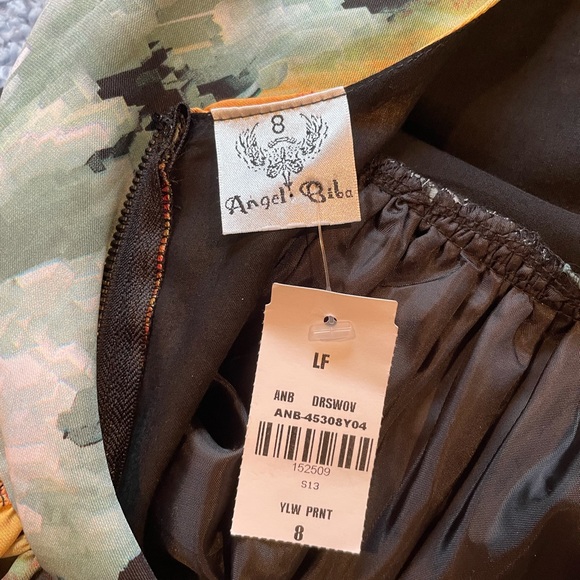 8
Angel Biba
LF
ANB DRSWOV
ANB-45308Y04
152509
S13
YLW PRNT
8